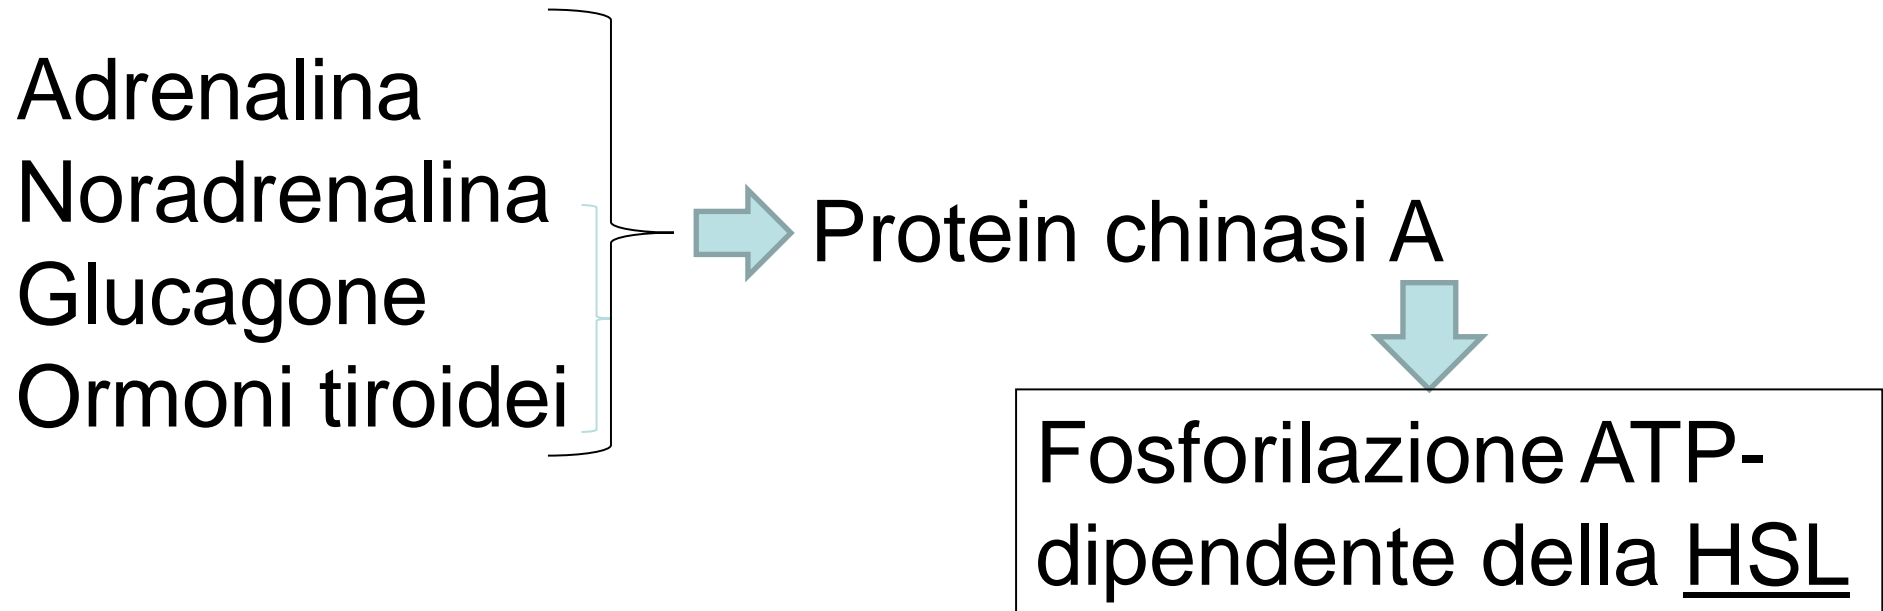 Adrenalina
Noradrenalina
Glucagone
Ormoni tiroidei
Protein chinasi A
Fosforilazione ATP-
dipendente della HSL